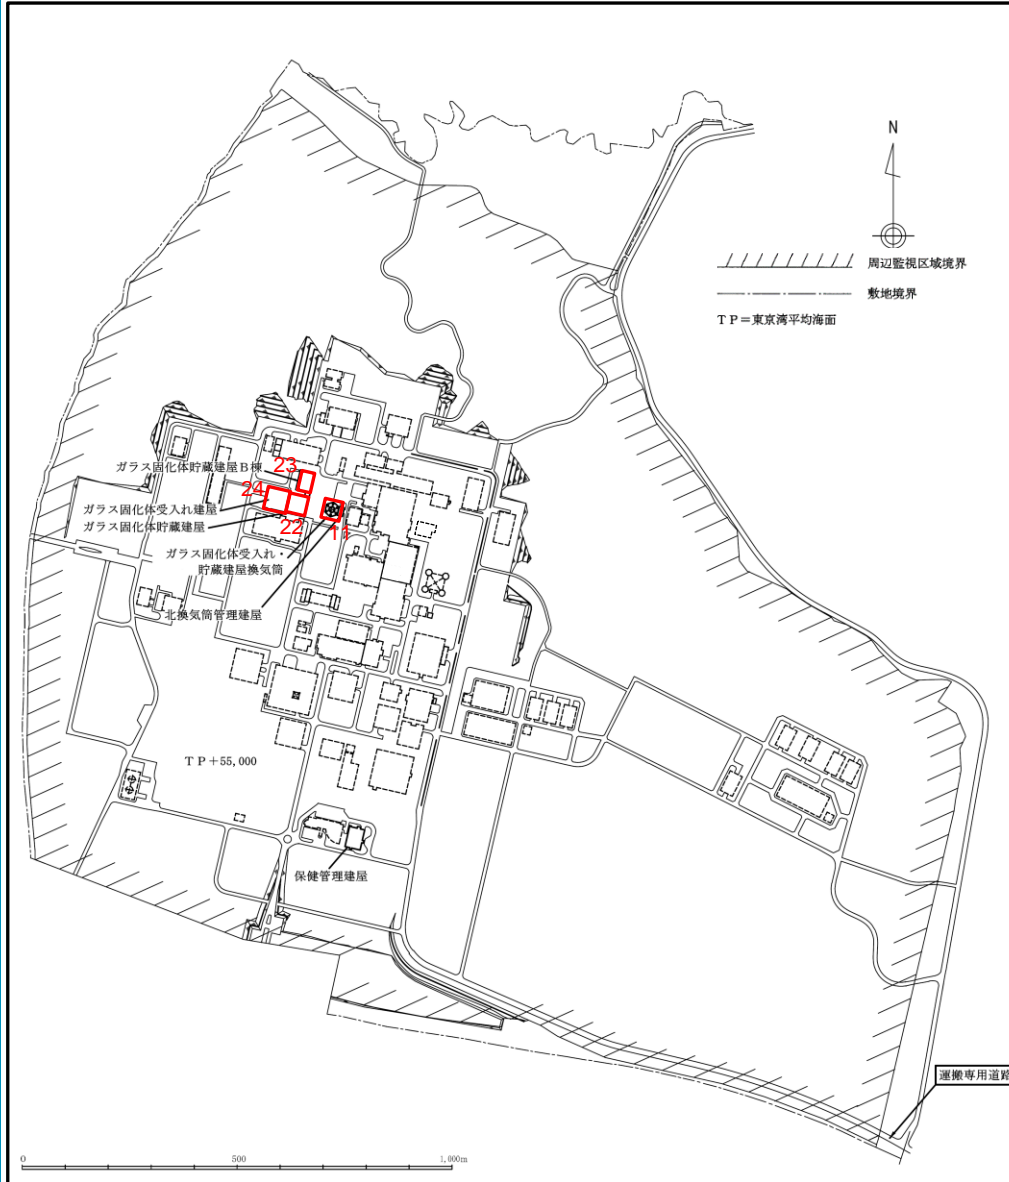 N
周辺監視区域境界
敷地境界
TP=東京湾平均海面
ガラス固化体貯蔵建屋B棟
23
24
ガラス固化体受入れ建屋
ガラス固化体貯蔵建屋
22
11
ガラス固化体受入れ・
貯蔵建屋換気筒
北換気筒管理建屋
TP+55,000
保健管理建屋
運搬専用道路
0 500 1,000m